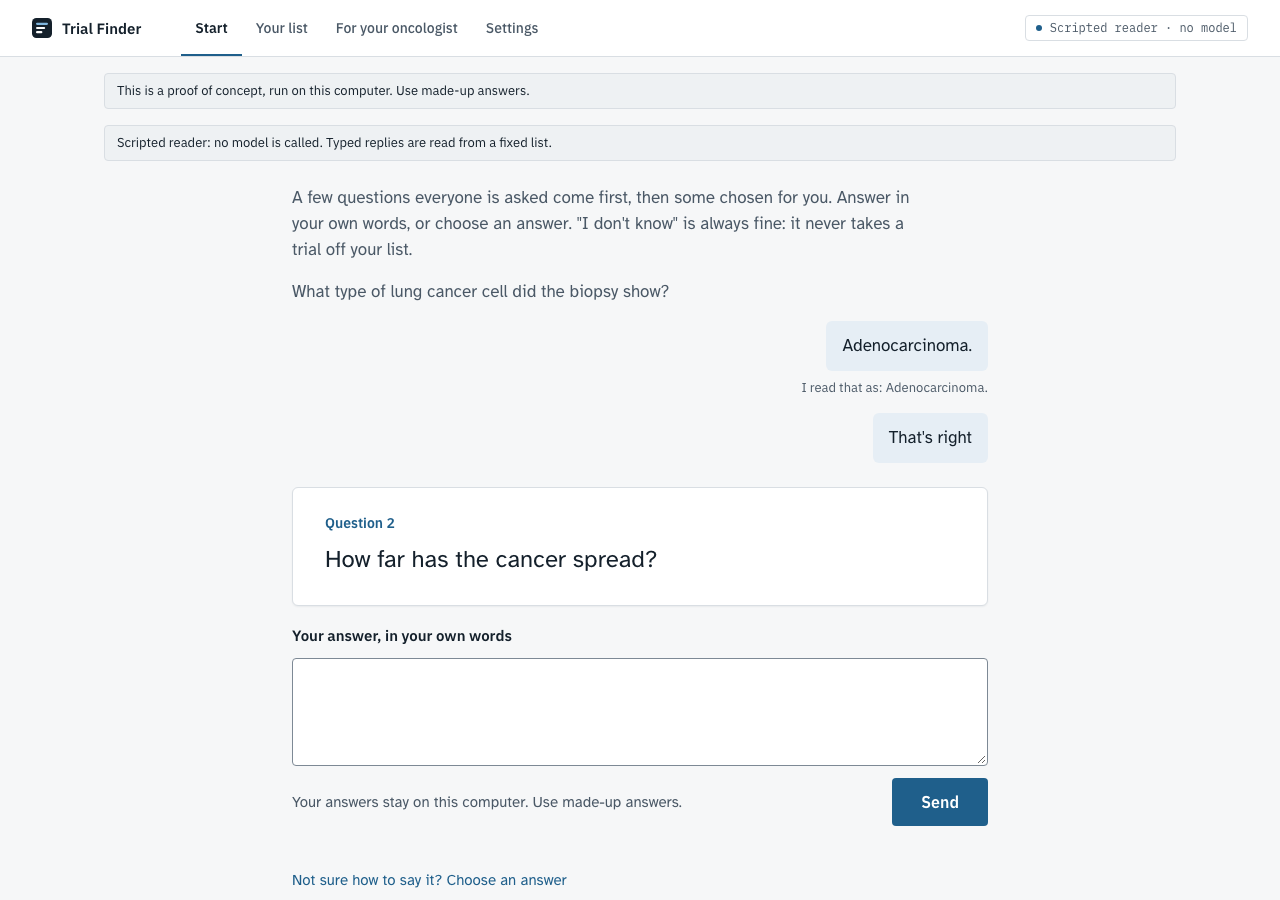 Trial Finder
Start
Your list
For your oncologist
Settings
Scripted reader · no model
This is a proof of concept, run on this computer. Use made-up answers.
Scripted reader: no model is called. Typed replies are read from a fixed list.
A few questions everyone is asked come first, then some chosen for you. Answer in
your own words, or choose an answer. "I don't know" is always fine: it never takes a
trial off your list.
What type of lung cancer cell did the biopsy show?
Adenocarcinoma.
I read that as: Adenocarcinoma.
That's right
Question 2
How far has the cancer spread?
Your answer, in your own words
Your answers stay on this computer. Use made-up answers.
Send
Not sure how to say it? Choose an answer